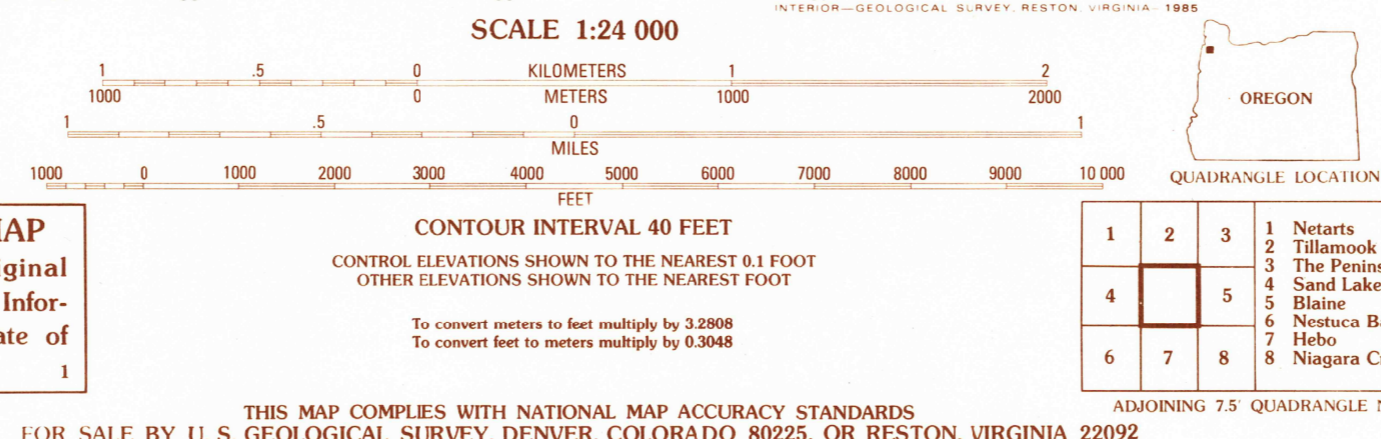 INTERIOR—GEOLOGICAL SURVEY, RESTON, VIRGINIA—1985
SCALE 1:24 000
1 .5 0 KILOMETERS 1 2
1000 0 METERS 1000 2000
1 .5 0 1
MILES
1000 0 1000 2000 3000 4000 5000 6000 7000 8000 9000 10 000
FEET
OREGON
QUADRANGLE LOCATION
CONTOUR INTERVAL 40 FEET
CONTROL ELEVATIONS SHOWN TO THE NEAREST 0.1 FOOT
OTHER ELEVATIONS SHOWN TO THE NEAREST FOOT
To convert meters to feet multiply by 3.2808
To convert feet to meters multiply by 0.3048
IAP
iginal
Infor-
ate of
1
1 2 3
4 5
6 7 8
1 Netarts
2 Tillamook
3 The Penins
4 Sand Lake
5 Blaine
6 Nestuca B
7 Hebo
8 Niagara C
ADJOINING 7.5′ QUADRANGLE
THIS MAP COMPLIES WITH NATIONAL MAP ACCURACY STANDARDS
FOR SALE BY U. S. GEOLOGICAL SURVEY, DENVER, COLORADO 80225, OR RESTON, VIRGINIA 22092